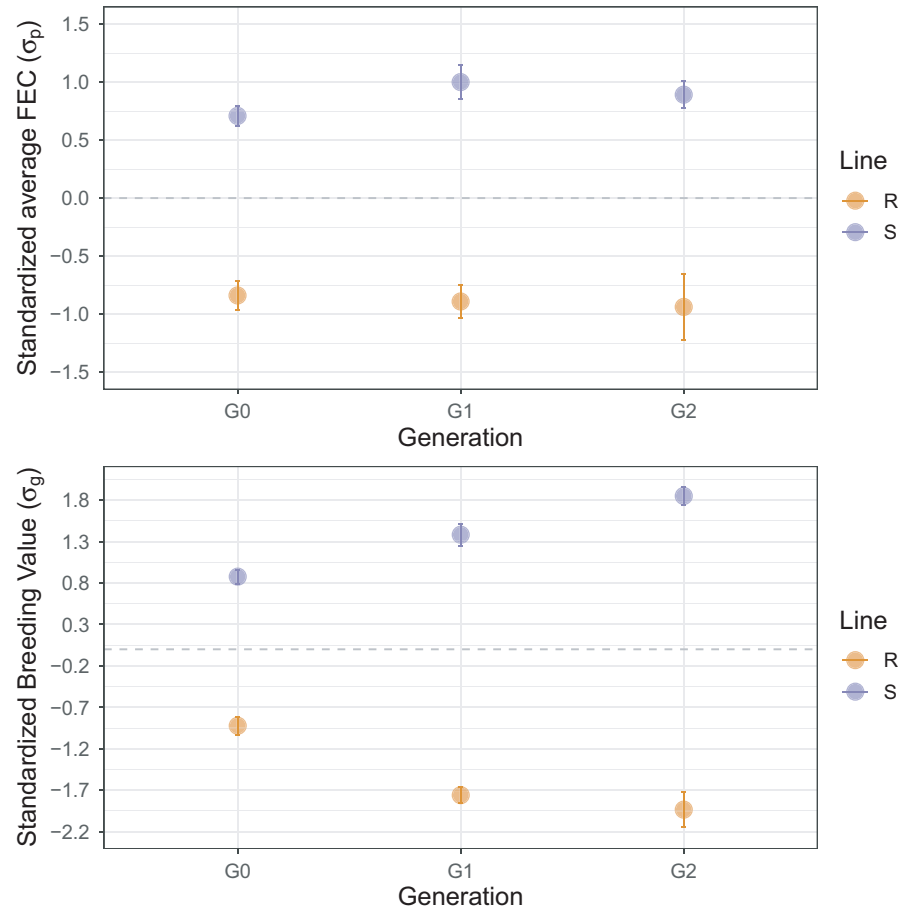 Standardized average FEC (σp)
1.5
1.0
0.5
0.0
−0.5
−1.0
−1.5
G0 G1 G2
Generation
Line
R
S
Standardized Breeding Value (σg)
1.8
1.3
0.8
0.3
−0.2
−0.7
−1.2
−1.7
−2.2
G0 G1 G2
Generation
Line
R
S